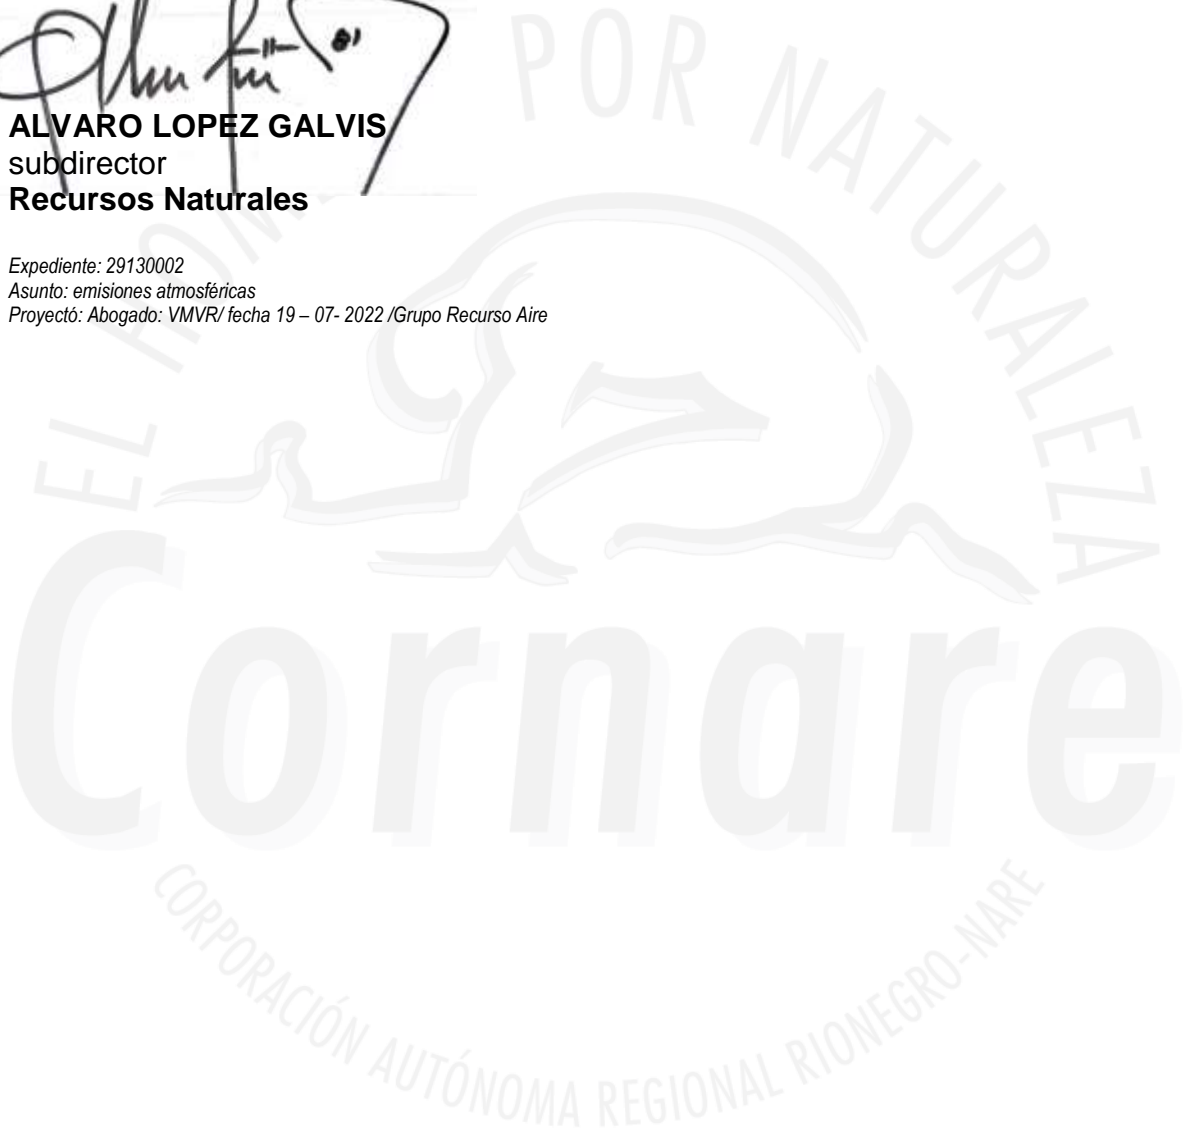 ALVARO LOPEZ GALVIS
subdirector
Recursos Naturales
Expediente: 29130002
Asunto: emisiones atmosféricas
Proyectó: Abogado: VMVR/ fecha 19 – 07- 2022 /Grupo Recurso Aire
EL HOM POR NATURALEZA
Cornare
CORPORACIÓN AUTÓNOMA REGIONAL RIONEGRO-NARE